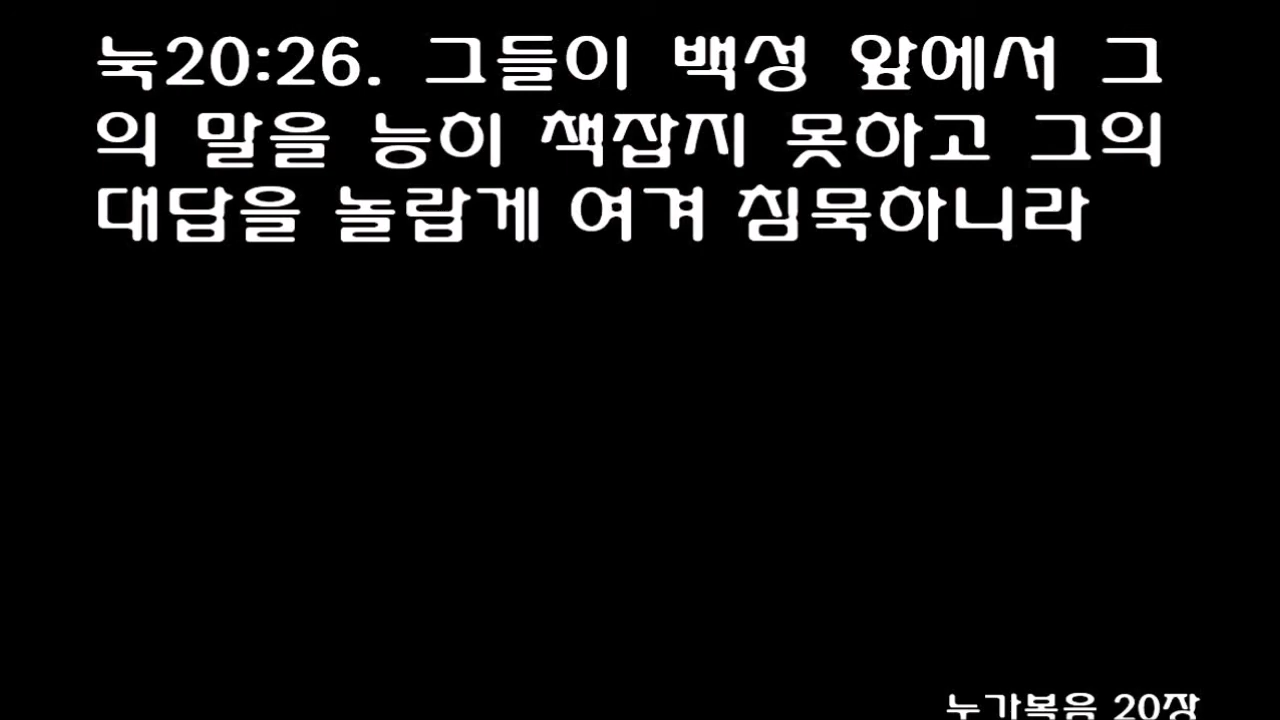 눅20:26. 그들이 백성 앞에서 그
의 말을 능히 책잡지 못하고 그의
대답을 놀랍게 여겨 침묵하니라
누가복음 20장